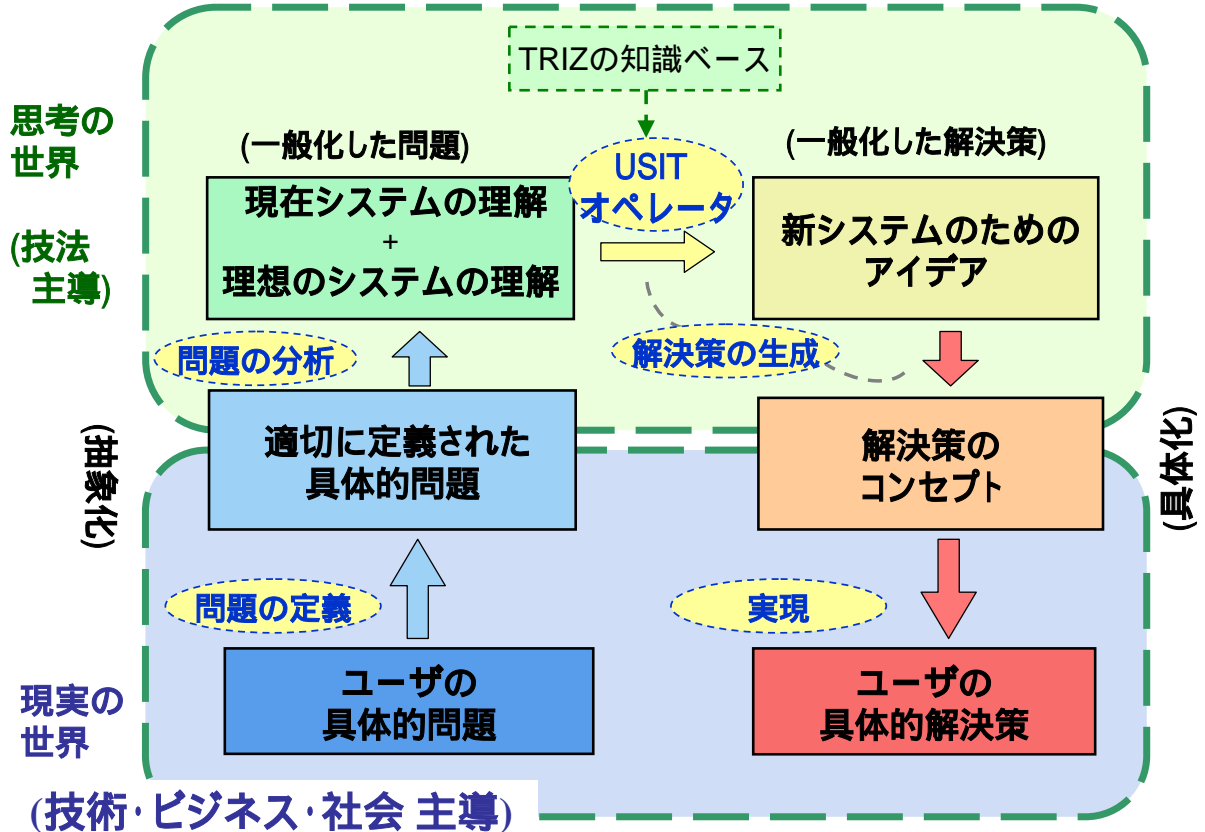 TRIZの知識ベース
思考の
世界
(技法
主導)
(一般化した問題)
現在システムの理解
+
理想のシステムの理解
USIT
オペレータ
(一般化した解決策)
新システムのための
アイデア
問題の分析
解決策の生成
(抽象化)
適切に定義された
具体的問題
解決策の
コンセプト
(具体化)
問題の定義
実現
現実の
世界
ユーザの
具体的問題
ユーザの
具体的解決策
(技術・ビジネス・社会 主導)